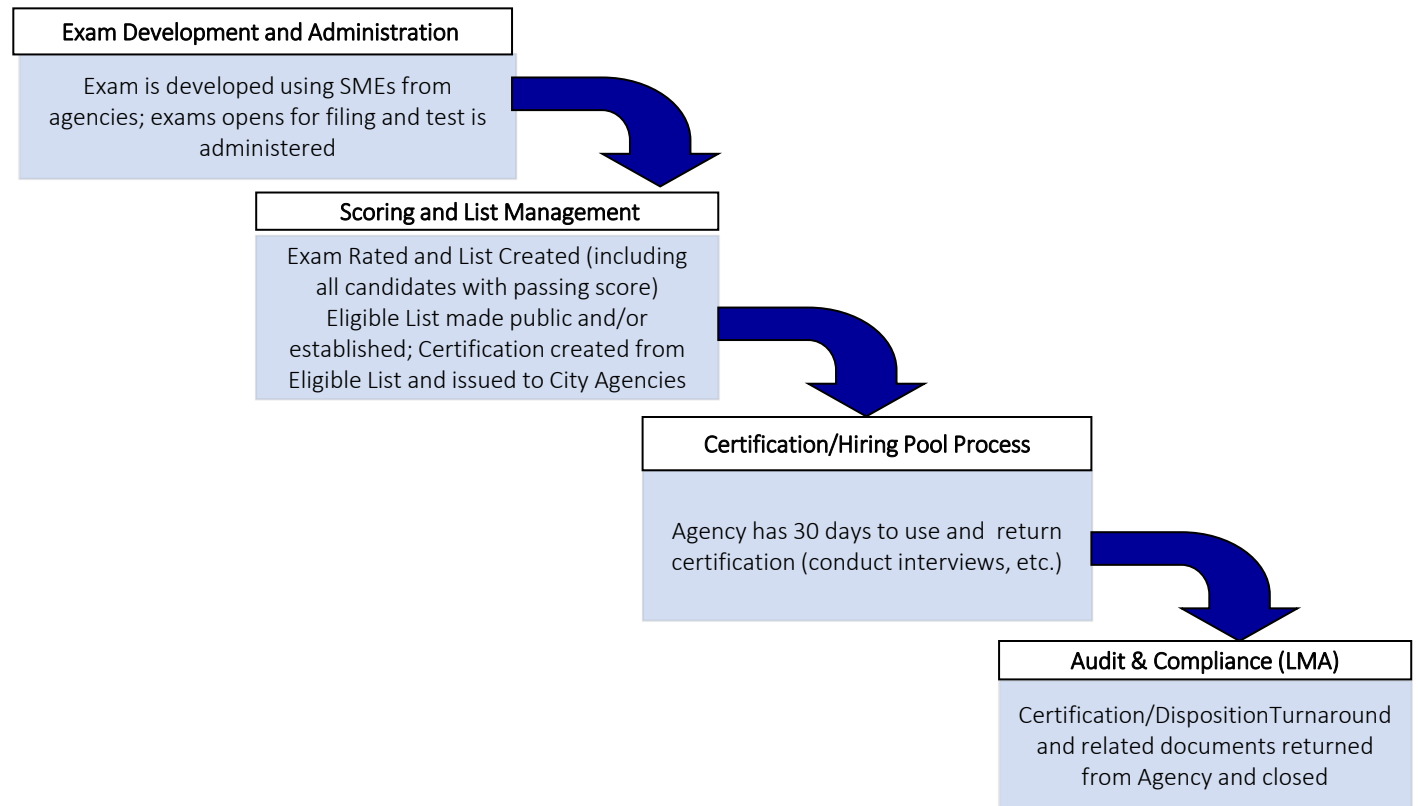 Exam Development and Administration
Exam is developed using SMEs from
agencies; exams opens for filing and test is
administered
Scoring and List Management
Exam Rated and List Created (including
all candidates with passing score)
Eligible List made public and/or
established; Certification created from
Eligible List and issued to City Agencies
Certification/Hiring Pool Process
Agency has 30 days to use and  return
certification (conduct interviews, etc.)
Audit & Compliance (LMA)
Certification/DispositionTurnaround
and related documents returned
from Agency and closed